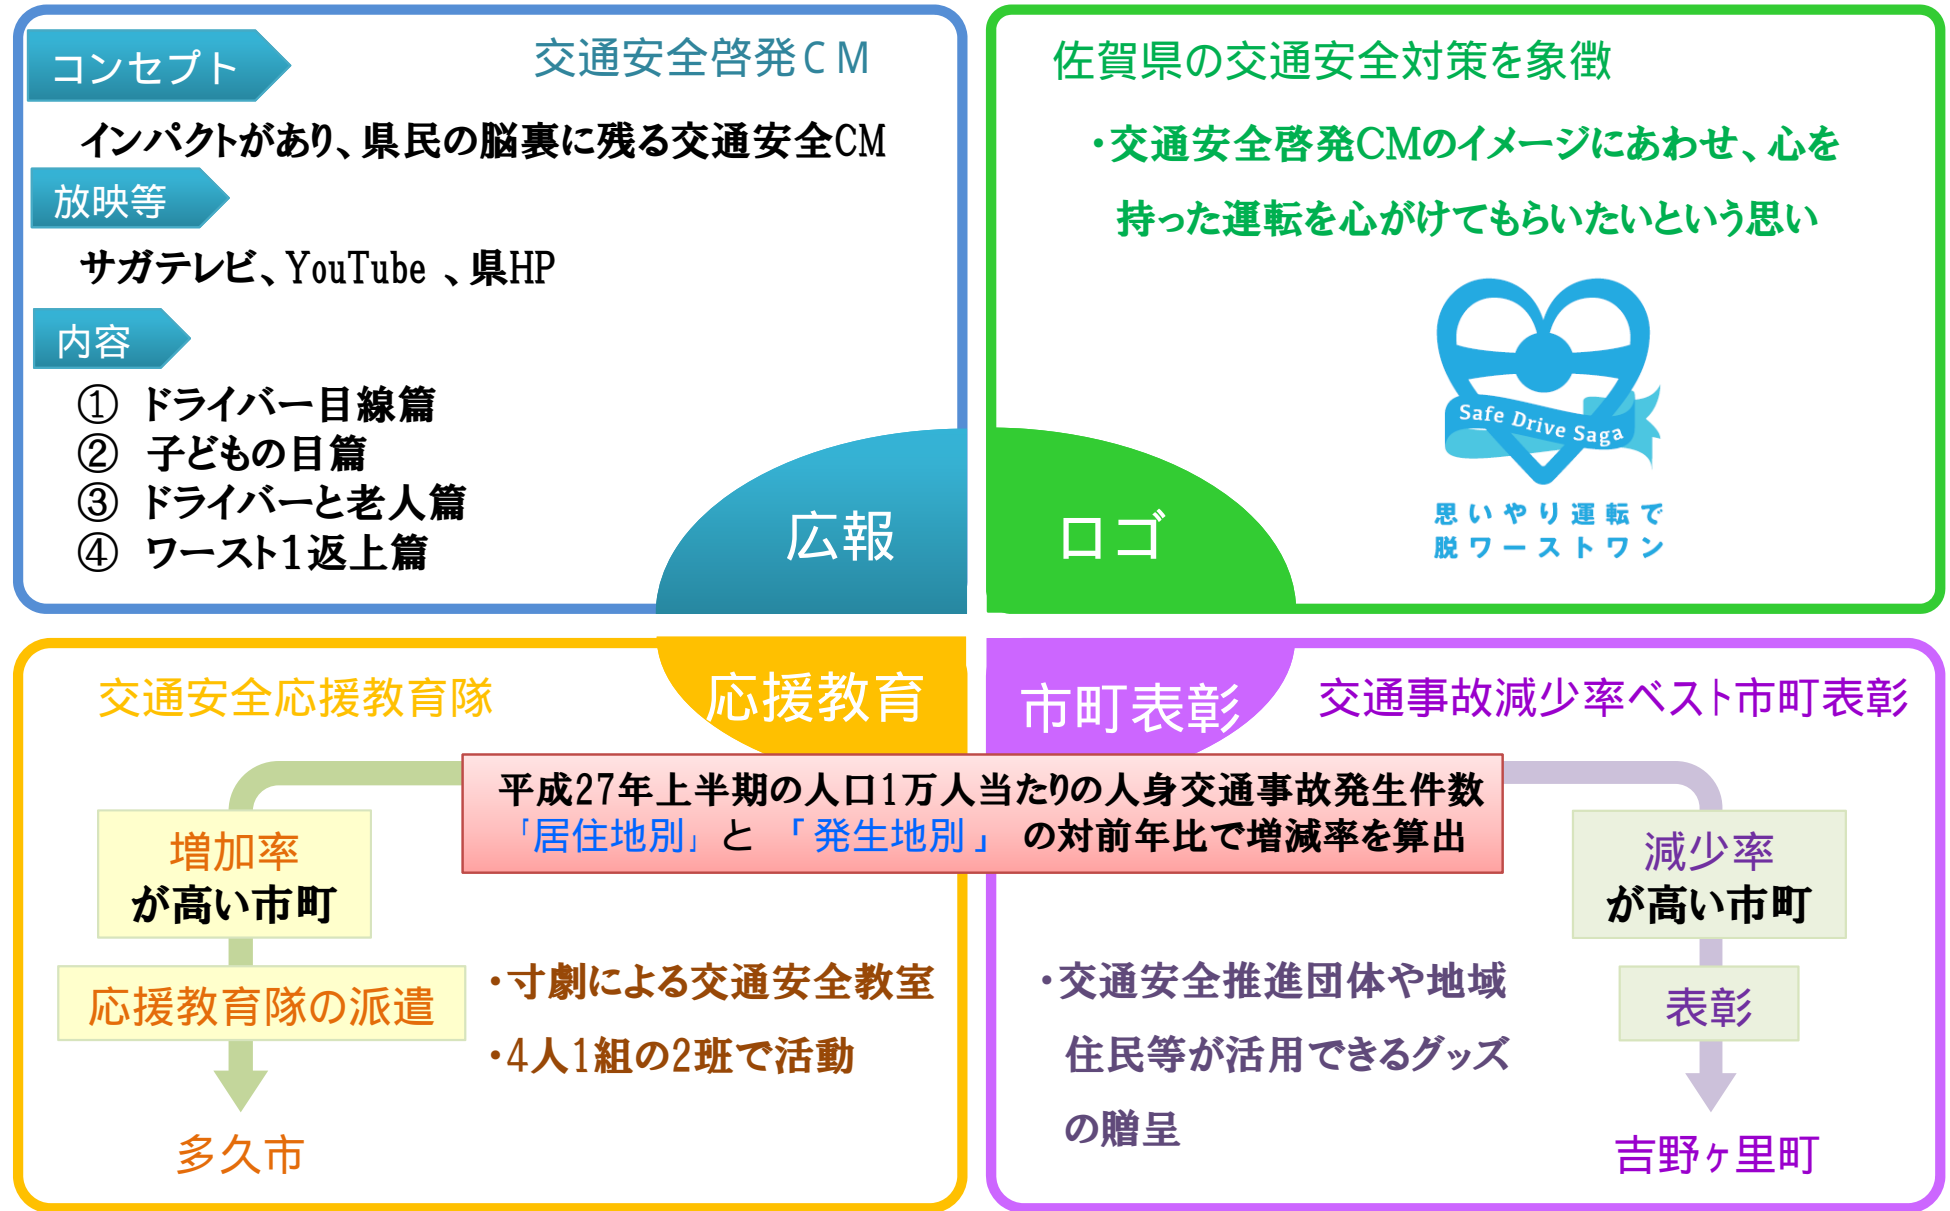 コンセプト
交通安全啓発CM
インパクトがあり、県民の脳裏に残る交通安全CM
放映等
サガテレビ、YouTube 、県HP
内容
① ドライバー目線篇
② 子どもの目篇
③ ドライバーと老人篇
④ ワースト1返上篇
広報
佐賀県の交通安全対策を象徴
・交通安全啓発CMのイメージにあわせ、心を
持った運転を心がけてもらいたいという思い
Safe Drive Saga
思いやり運転で
脱ワーストワン
ロゴ
応援教育
交通安全応援教育隊
市町表彰
交通事故減少率ベスト市町表彰
平成27年上半期の人口1万人当たりの人身交通事故発生件数
「居住地別」と「発生地別」の対前年比で増減率を算出
増加率
が高い市町
応援教育隊の派遣
多久市
・寸劇による交通安全教室
・4人1組の2班で活動
・交通安全推進団体や地域
住民等が活用できるグッズ
の贈呈
減少率
が高い市町
表彰
吉野ヶ里町